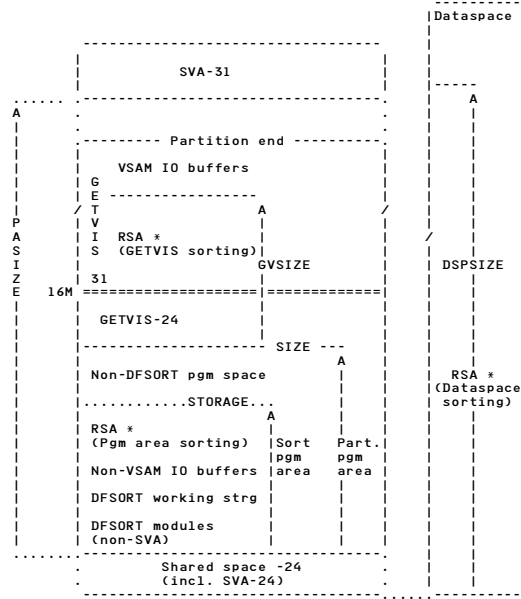 Dataspace
SVA-31
A A
Partition end
VSAM IO buffers
GETVIS
A
PASIZE
RSA *
(GETVIS sorting)
GVSIZE DSPSIZE
31
16M
GETVIS-24
SIZE
A
Non-DFSORT pgm space RSA *
(Dataspace
STORAGE sorting)
A
RSA *
(Pgm area sorting) Sort Part.
pgm pgm
Non-VSAM IO buffers area area
DFSORT working strg
DFSORT modules
(non-SVA)
Shared space -24
(incl. SVA-24)